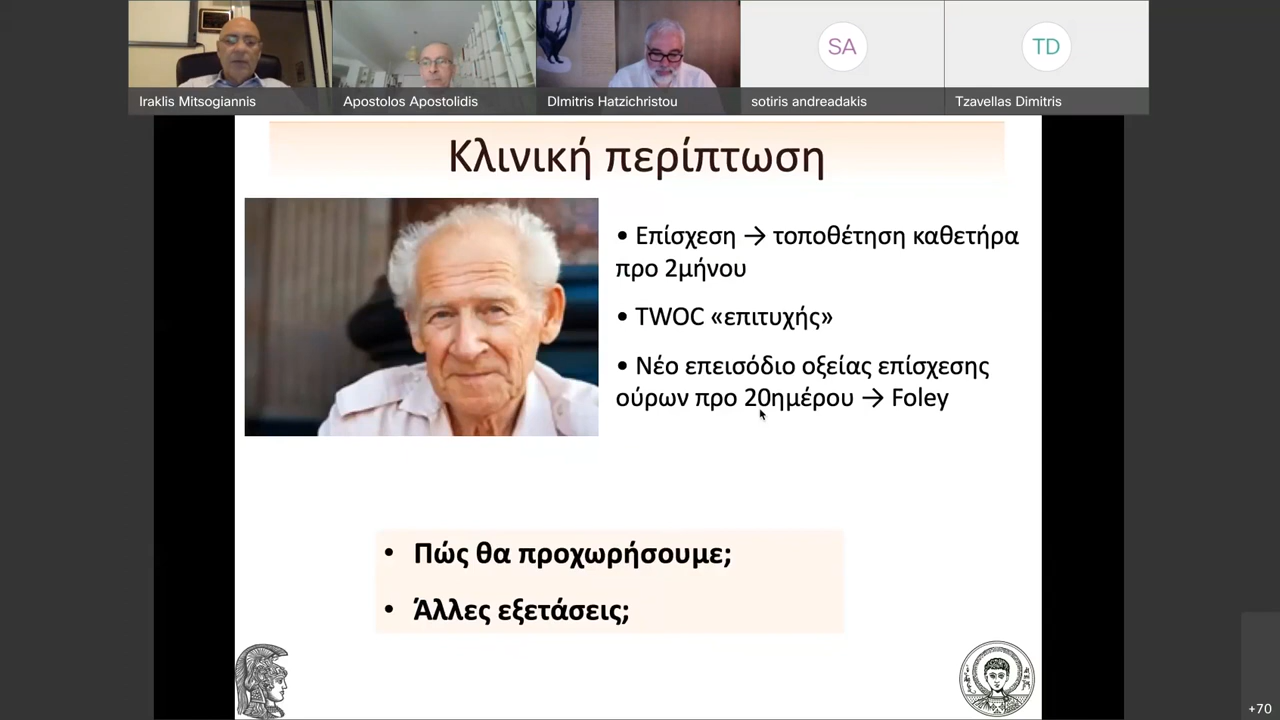 SA
TD
Iraklis Mitsogiannis
Apostolos Apostolidis
DImitris Hatzichristou
sotiris andreadakis
Tzavellas Dimitris
Κλινική περίπτωση
• Επίσχεση → τοποθέτηση καθετήρα
προ 2μήνου
• TWOC «επιτυχής»
• Νέο επεισόδιο οξείας επίσχεσης
ούρων προ 20ημέρου → Foley
• Πώς θα προχωρήσουμε;
• Άλλες εξετάσεις;
+70